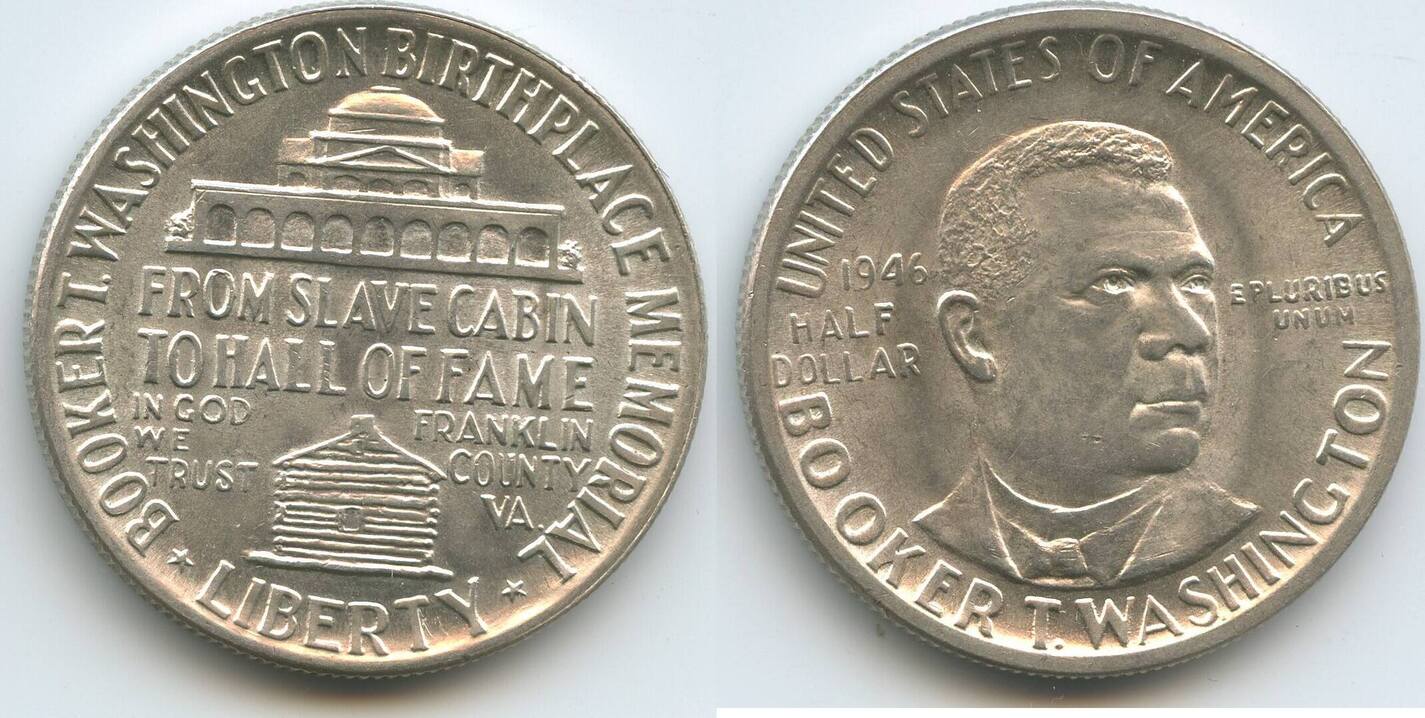 BOOKER T. WASHINGTON BIRTHPLACE MEMORIAL
FROM SLAVE CABIN
TO HALL OF FAME
IN GOD
WE
TRUST
FRANKLIN
COUNTY
VA.
★ LIBERTY ★
UNITED STATES OF AMERICA
1946
HALF
DOLLAR
E PLURIBUS
UNUM
BOOKER T. WASHINGTON